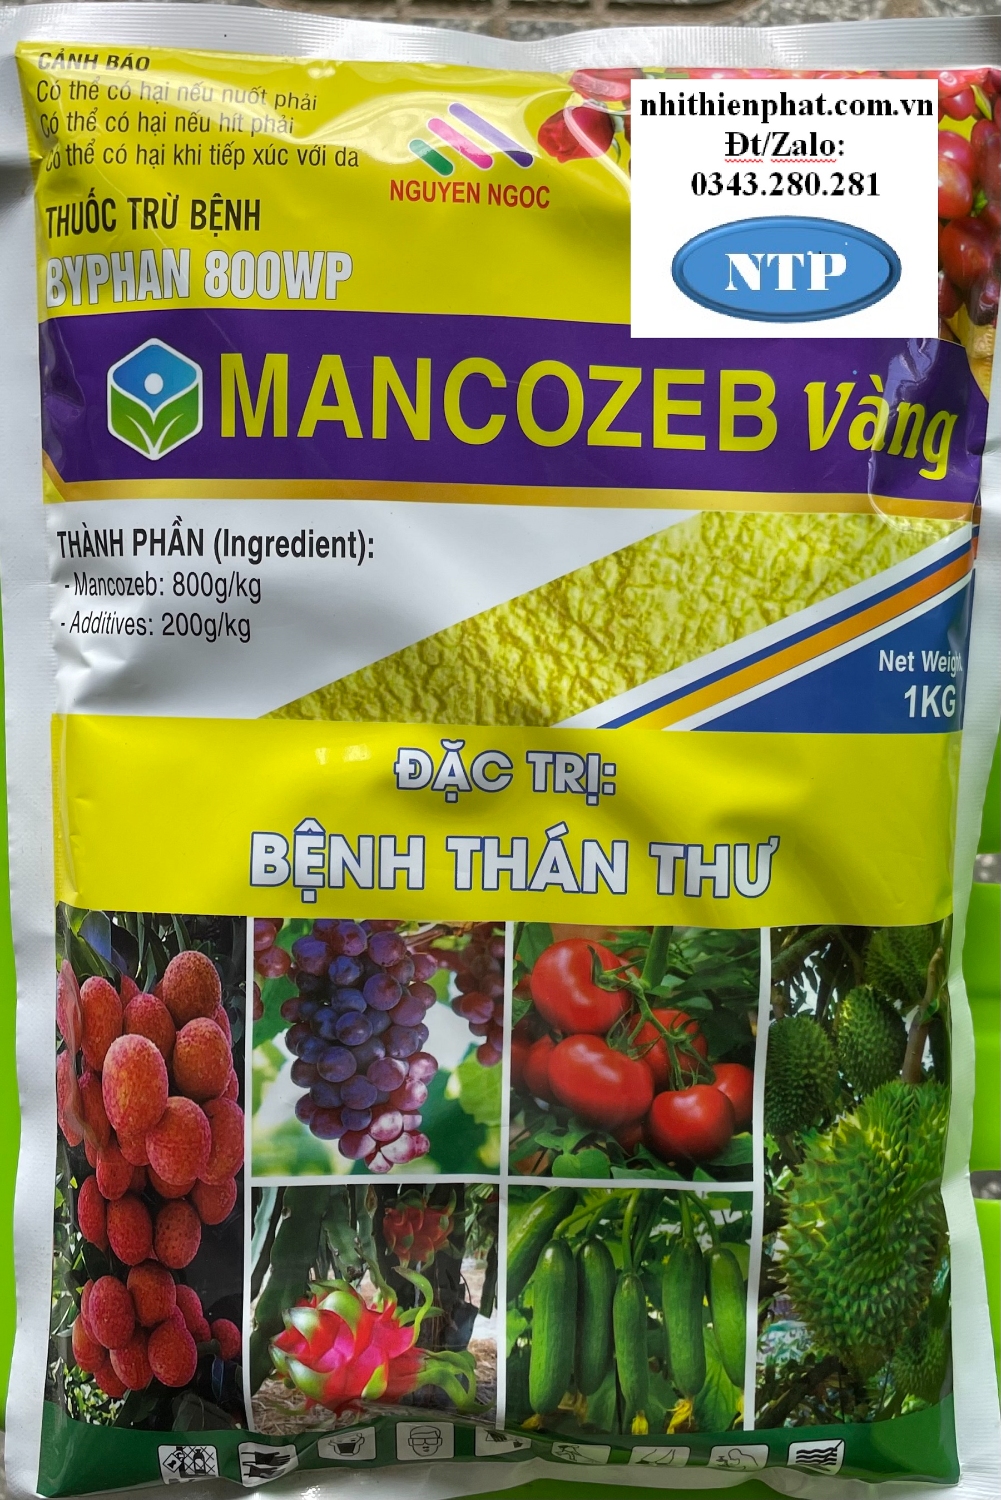 CẢNH BÁO
Có thể có hại nếu nuốt phải
Có thể có hại nếu hít phải
Có thể có hại khi tiếp xúc với da
NGUYEN NGOC
nhithienphat.com.vn
Đt/Zalo:
0343.280.281
NTP
THUỐC TRỪ BỆNH
BYPHAN 800WP
MANCOZEB vàng
THÀNH PHẦN (Ingredient):
- Mancozeb: 800g/kg
- Additives: 200g/kg
Net Weight
1KG
ĐẶC TRỊ:
BỆNH THÁN THƯ